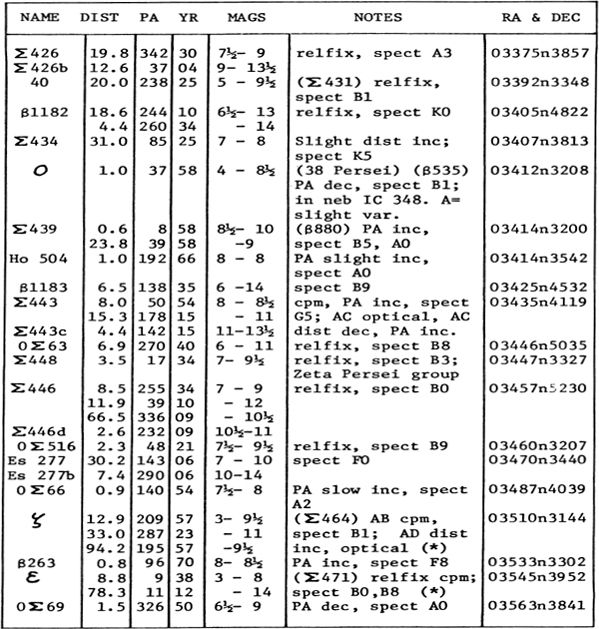 NAME DIST PA YR MAGS NOTES RA & DEC
Σ426 19.8 342 30 7½- 9 relfix, spect A3 03375n3857
Σ426b 12.6 37 04 9- 13½
40 20.0 238 25 5 - 9½ (Σ431) relfix, 03392n3348
spect B1
β1182 18.6 244 10 6½- 13 relfix, spect K0 03405n4822
4.4 260 34 - 14
Σ434 31.0 85 25 7 - 8 Slight dist inc; 03407n3813
spect K5
ο 1.0 37 58 4 - 8½ (38 Persei) (β535) 03412n3208
PA dec, spect B1;
in neb IC 348. A=
slight var.
Σ439 0.6 8 58 8½- 10 (β880) PA inc, 03414n3200
23.8 39 58 -9 spect B5, A0
Ho 504 1.0 192 66 8 - 8 PA slight inc, 03414n3542
spect A0
β1183 6.5 138 35 6 -14 spect B9 03425n4532
Σ443 8.0 50 54 8 - 8½ cpm, PA inc, spect 03435n4119
15.3 178 15 - 11 G5; AC optical, AC
Σ443c 4.4 142 15 11-13½ dist dec, PA inc.
OΣ63 6.9 270 40 6 - 11 relfix, spect B8 03446n5035
Σ448 3.5 17 34 7- 9½ relfix, spect B3; 03447n3327
Zeta Persei group
Σ446 8.5 255 34 7 - 9 relfix, spect B0 03457n5230
11.9 39 10 - 12
66.5 336 09 - 10½
Σ446d 2.6 232 09 10½-11
OΣ516 2.3 48 21 7½- 9½ relfix, spect B9 03460n3207
Es 277 30.2 143 06 7 - 10 spect F0 03470n3440
Es 277b 7.4 290 06 10-14
OΣ66 0.9 140 54 7½- 8 PA slow inc, spect 03487n4039
A2
ζ 12.9 209 57 3- 9½ (Σ464) AB cpm, 03510n3144
33.0 287 23 - 11 spect B1; AD dist
94.2 195 57 -9½ inc, optical (*)
β263 0.8 96 70 8- 8½ PA inc, spect F8 03533n3302
ε 8.8 9 38 3 - 8 (Σ471) relfix cpm; 03545n3952
78.3 11 12 - 14 spect B0,B8 (*)
OΣ69 1.5 326 50 6½- 9 PA dec, spect A0 03563n3841